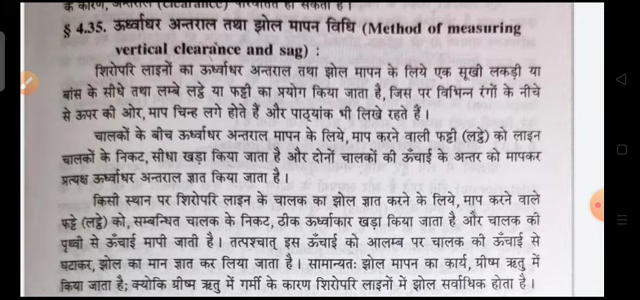 के कारण, अन्तराल (clearance) परिवर्तित हो सकता है।
§ 4.35. ऊर्ध्वाधर अन्तराल तथा झोल मापन विधि (Method of measuring
vertical clearance and sag) :
शिरोपरि लाइनों का ऊर्ध्वाधर अन्तराल तथा झोल मापन के लिये एक सूखी लकड़ी या
बांस के सीधे तथा लम्बे लट्ठे या फट्टी का प्रयोग किया जाता है, जिस पर विभिन्न रंगों के नीचे
से ऊपर की ओर, माप चिन्ह लगे होते हैं और पाठ्यांक भी लिखे रहते हैं।
चालकों के बीच ऊर्ध्वाधर अन्तराल मापन के लिये, माप करने वाली फट्टी (लट्ठे) को लाइन
चालकों के निकट, सीधा खड़ा किया जाता है और दोनों चालकों की ऊँचाई के अन्तर को मापकर
प्रत्यक्ष ऊर्ध्वाधर अन्तराल ज्ञात किया जाता है।
किसी स्थान पर शिरोपरि लाइन के चालक का झोल ज्ञात करने के लिये, माप करने वाले
फट्टे (लट्ठे) को, सम्बन्धित चालक के निकट, ठीक ऊर्ध्वाकार खड़ा किया जाता है और चालक की
पृथ्वी से ऊँचाई मापी जाती है। तत्पश्चात् इस ऊँचाई को आलम्ब पर चालक की ऊँचाई से
घटाकर, झोल का मान ज्ञात कर लिया जाता है। सामान्यतः झोल मापन का कार्य, ग्रीष्म ऋतु में
किया जाता है; क्योंकि ग्रीष्म ऋतु में गर्मी के कारण शिरोपरि लाइनों में झोल सर्वाधिक होता है।